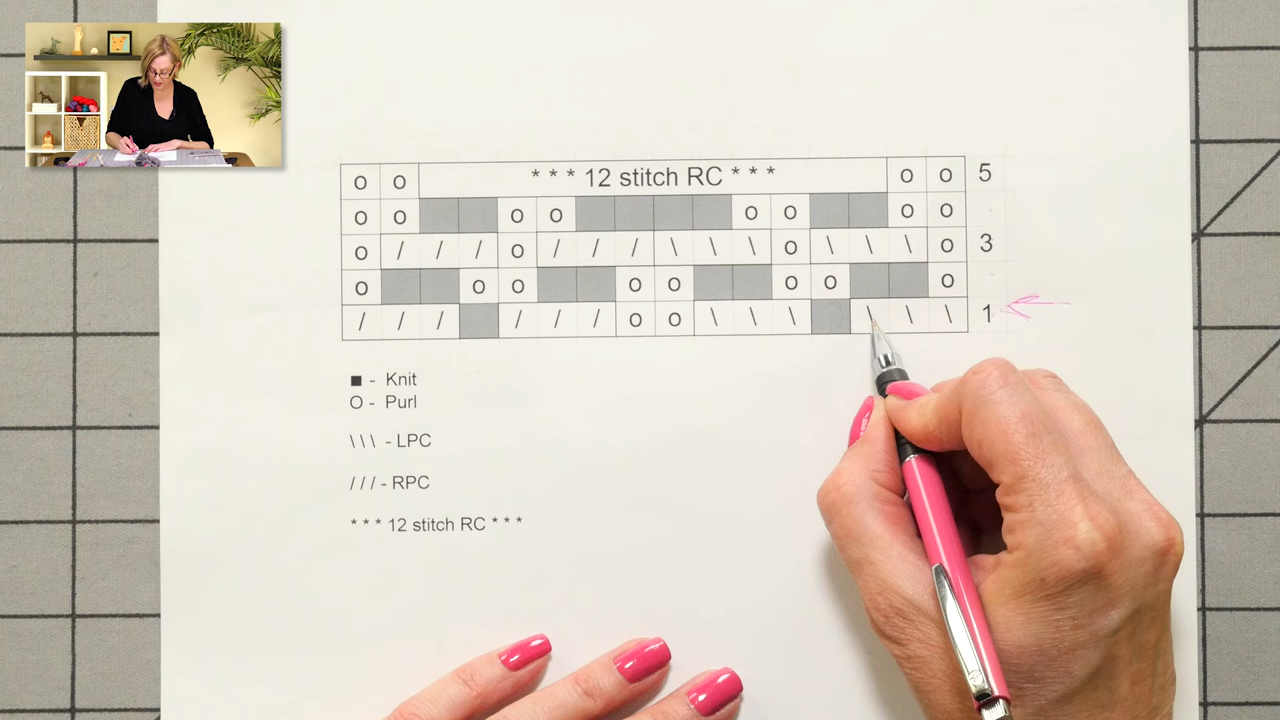 O O * * * 12 stitch RC * * * O O 5
O O O O O O O O
O / / / O / / / \ \ \ O \ \ \ O 3
O O O O O O O O
/ / / / / / O O \ \ \ \ \ \ 1
■ - Knit
O - Purl
\ \ \ - LPC
/ / / - RPC
* * * 12 stitch RC * * *